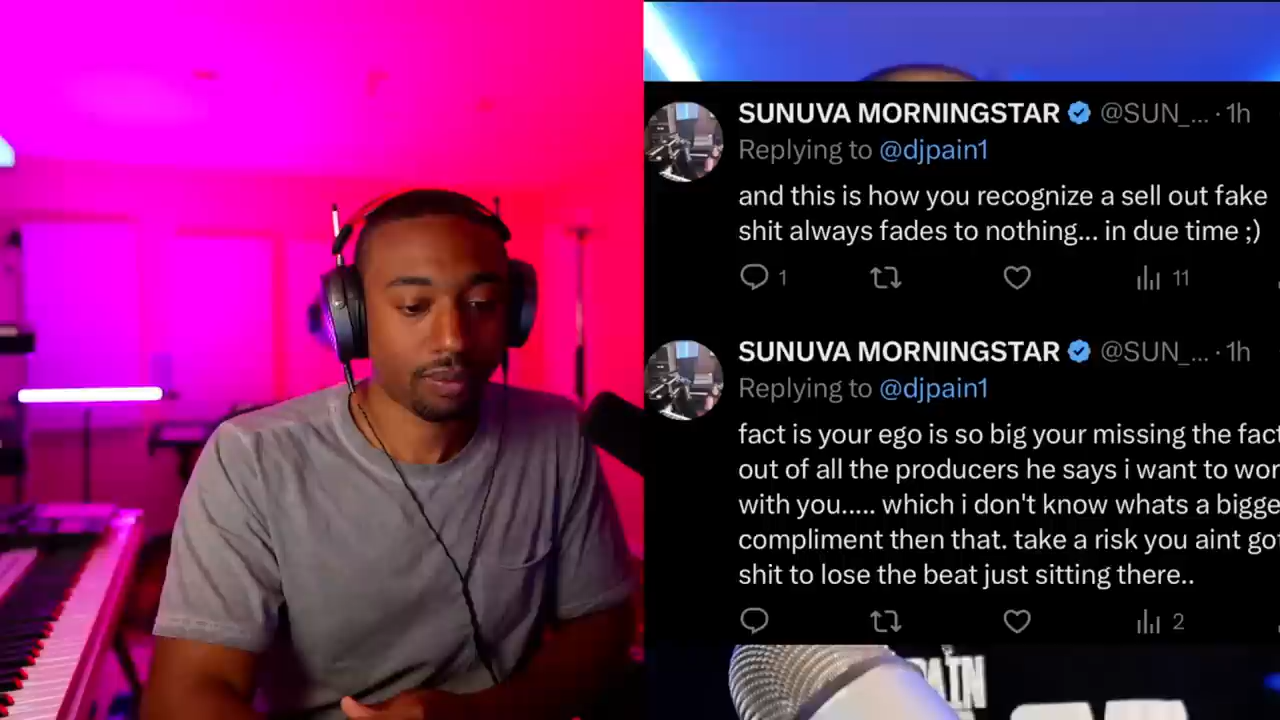 SUNUVA MORNINGSTAR @SUN_... · 1h
Replying to @djpain1
and this is how you recognize a sell out fake
shit always fades to nothing... in due time ;)
1
11
SUNUVA MORNINGSTAR @SUN_... · 1h
Replying to @djpain1
fact is your ego is so big your missing the fact
out of all the producers he says i want to wor
with you..... which i don't know whats a bigge
compliment then that. take a risk you aint got
shit to lose the beat just sitting there..
2
PAIN